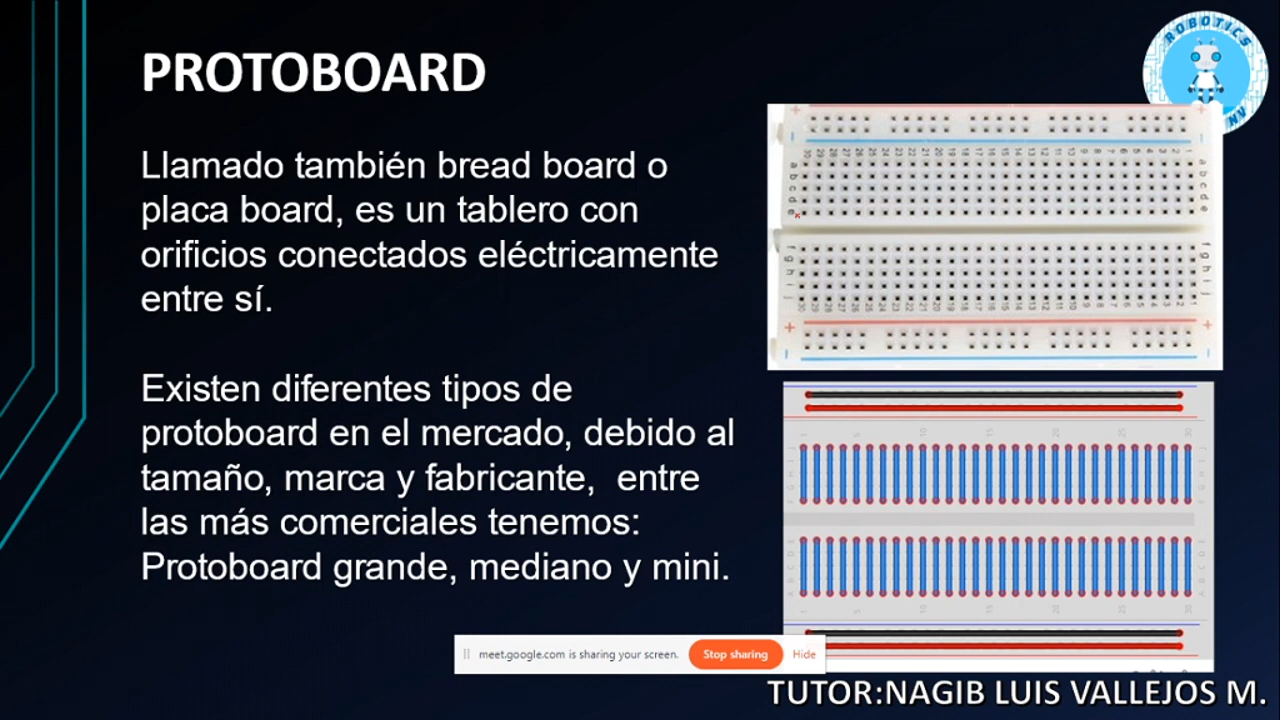 PROTOBOARD
ROBOTICS
AN
Llamado también bread board o
placa board, es un tablero con
orificios conectados eléctricamente
entre sí.
Existen diferentes tipos de
protoboard en el mercado, debido al
tamaño, marca y fabricante, entre
las más comerciales tenemos:
Protoboard grande, mediano y mini.
meet.google.com is sharing your screen. Stop sharing Hide
TUTOR:NAGIB LUIS VALLEJOS M.